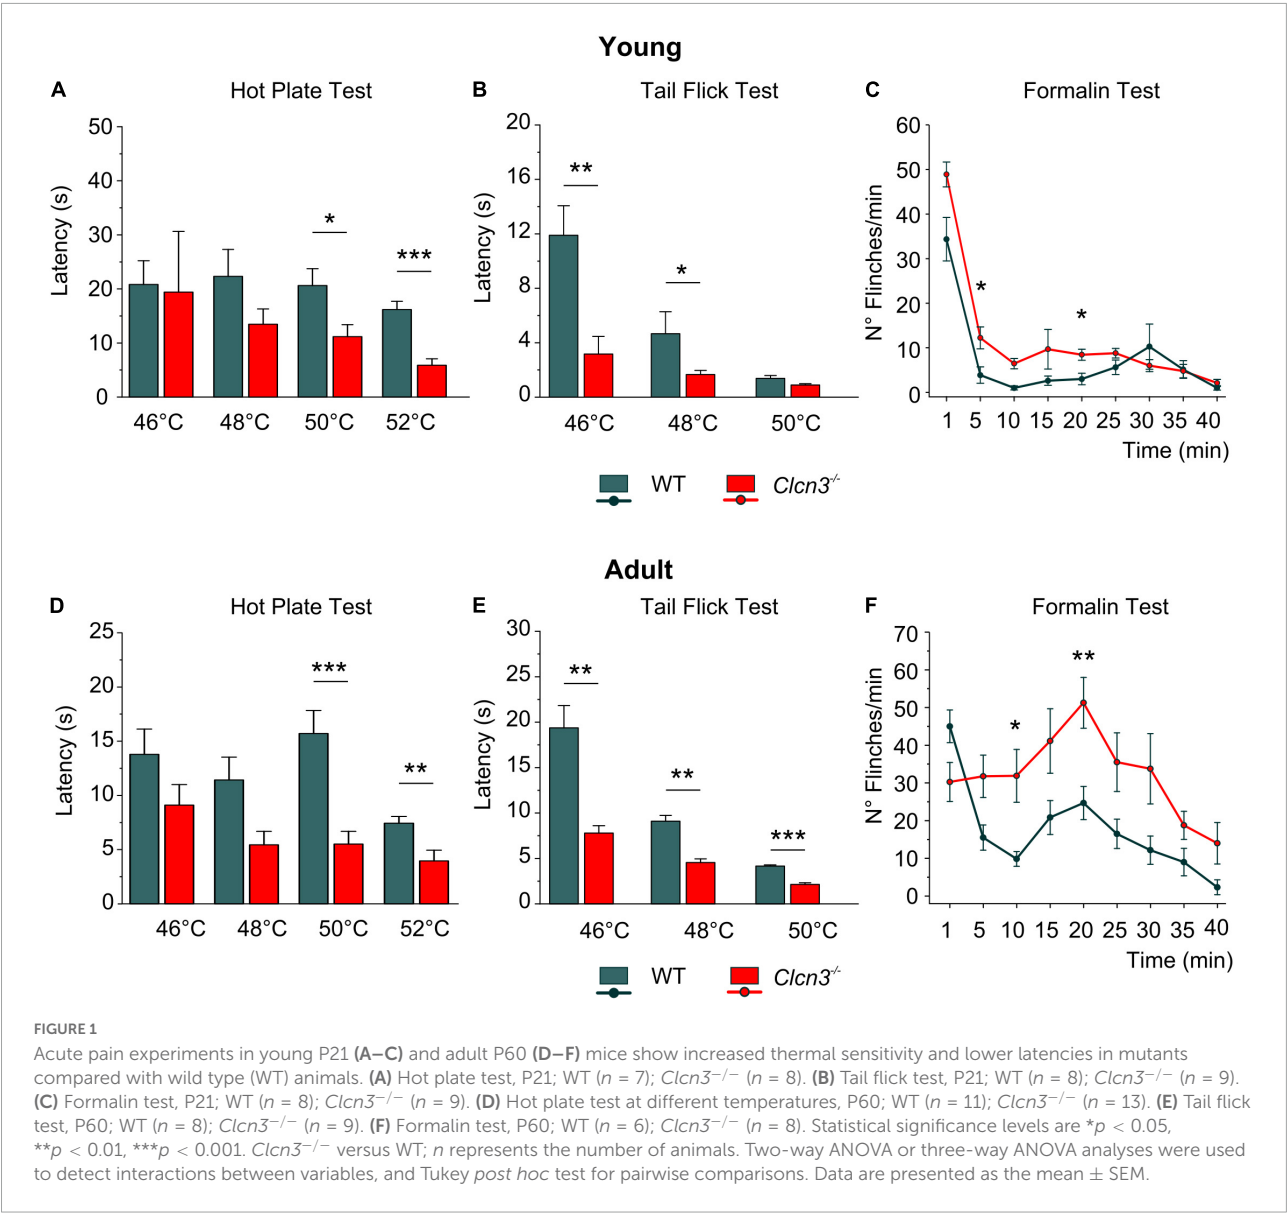 Young
A Hot Plate Test
B Tail Flick Test
C Formalin Test
Latency (s)
50
40
30
20
10
0
*
***
46°C 48°C 50°C 52°C
Latency (s)
20
16
12
8
4
0
**
*
46°C 48°C 50°C
N° Flinches/min
60
50
40
30
20
10
0
*
*
1 5 10 15 20 25 30 35 40
Time (min)
WT Clcn3-/-
Adult
D Hot Plate Test
E Tail Flick Test
F Formalin Test
Latency (s)
25
20
15
10
5
0
***
**
46°C 48°C 50°C 52°C
Latency (s)
30
25
20
15
10
5
0
**
**
***
46°C 48°C 50°C
N° Flinches/min
70
60
50
40
30
20
10
0
*
**
1 5 10 15 20 25 30 35 40
Time (min)
WT Clcn3-/-
FIGURE 1
Acute pain experiments in young P21 (A–C) and adult P60 (D–F) mice show increased thermal sensitivity and lower latencies in mutants
compared with wild type (WT) animals. (A) Hot plate test, P21; WT (n = 7); Clcn3−/− (n = 8). (B) Tail flick test, P21; WT (n = 8); Clcn3−/− (n = 9).
(C) Formalin test, P21; WT (n = 8); Clcn3−/− (n = 9). (D) Hot plate test at different temperatures, P60; WT (n = 11); Clcn3−/− (n = 13). (E) Tail flick
test, P60; WT (n = 8); Clcn3−/− (n = 9). (F) Formalin test, P60; WT (n = 6); Clcn3−/− (n = 8). Statistical significance levels are *p < 0.05,
**p < 0.01, ***p < 0.001. Clcn3−/− versus WT; n represents the number of animals. Two-way ANOVA or three-way ANOVA analyses were used
to detect interactions between variables, and Tukey post hoc test for pairwise comparisons. Data are presented as the mean ± SEM.